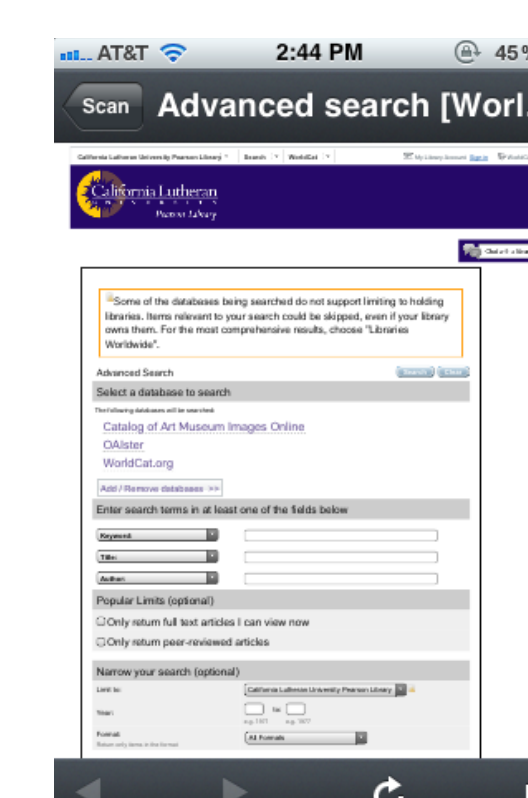 AT&T 2:44 PM 45%
Scan Advanced search [Worl.
California Lutheran University Pearson Library Search WorldCat My Library Account Sign in
California Lutheran
UNIVERSITY
Pearson Library
Some of the databases being searched do not support limiting to holding
libraries. Items relevant to your search could be skipped, even if your library
owns them. For the most comprehensive results, choose "Libraries
Worldwide".
Advanced Search Search Clear
Select a database to search
The following databases will be searched:
Catalog of Art Museum Images Online
OAIster
WorldCat.org
Add / Remove databases >>
Enter search terms in at least one of the fields below
Keyword:
Title:
Author:
Popular Limits (optional)
Only return full text articles I can view now
Only return peer-reviewed articles
Narrow your search (optional)
Limit to: California Lutheran University Pearson Library
Year: to:
e.g. 1971 e.g. 1977
Format: All Formats
Return only items in the format